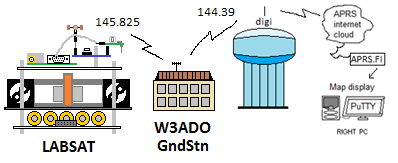 145.825
144.39
digi
APRS
internet
cloud
APRS.FI
Map display
PuTTY
RIGHT PC
LABSAT
W3ADO
GndStn